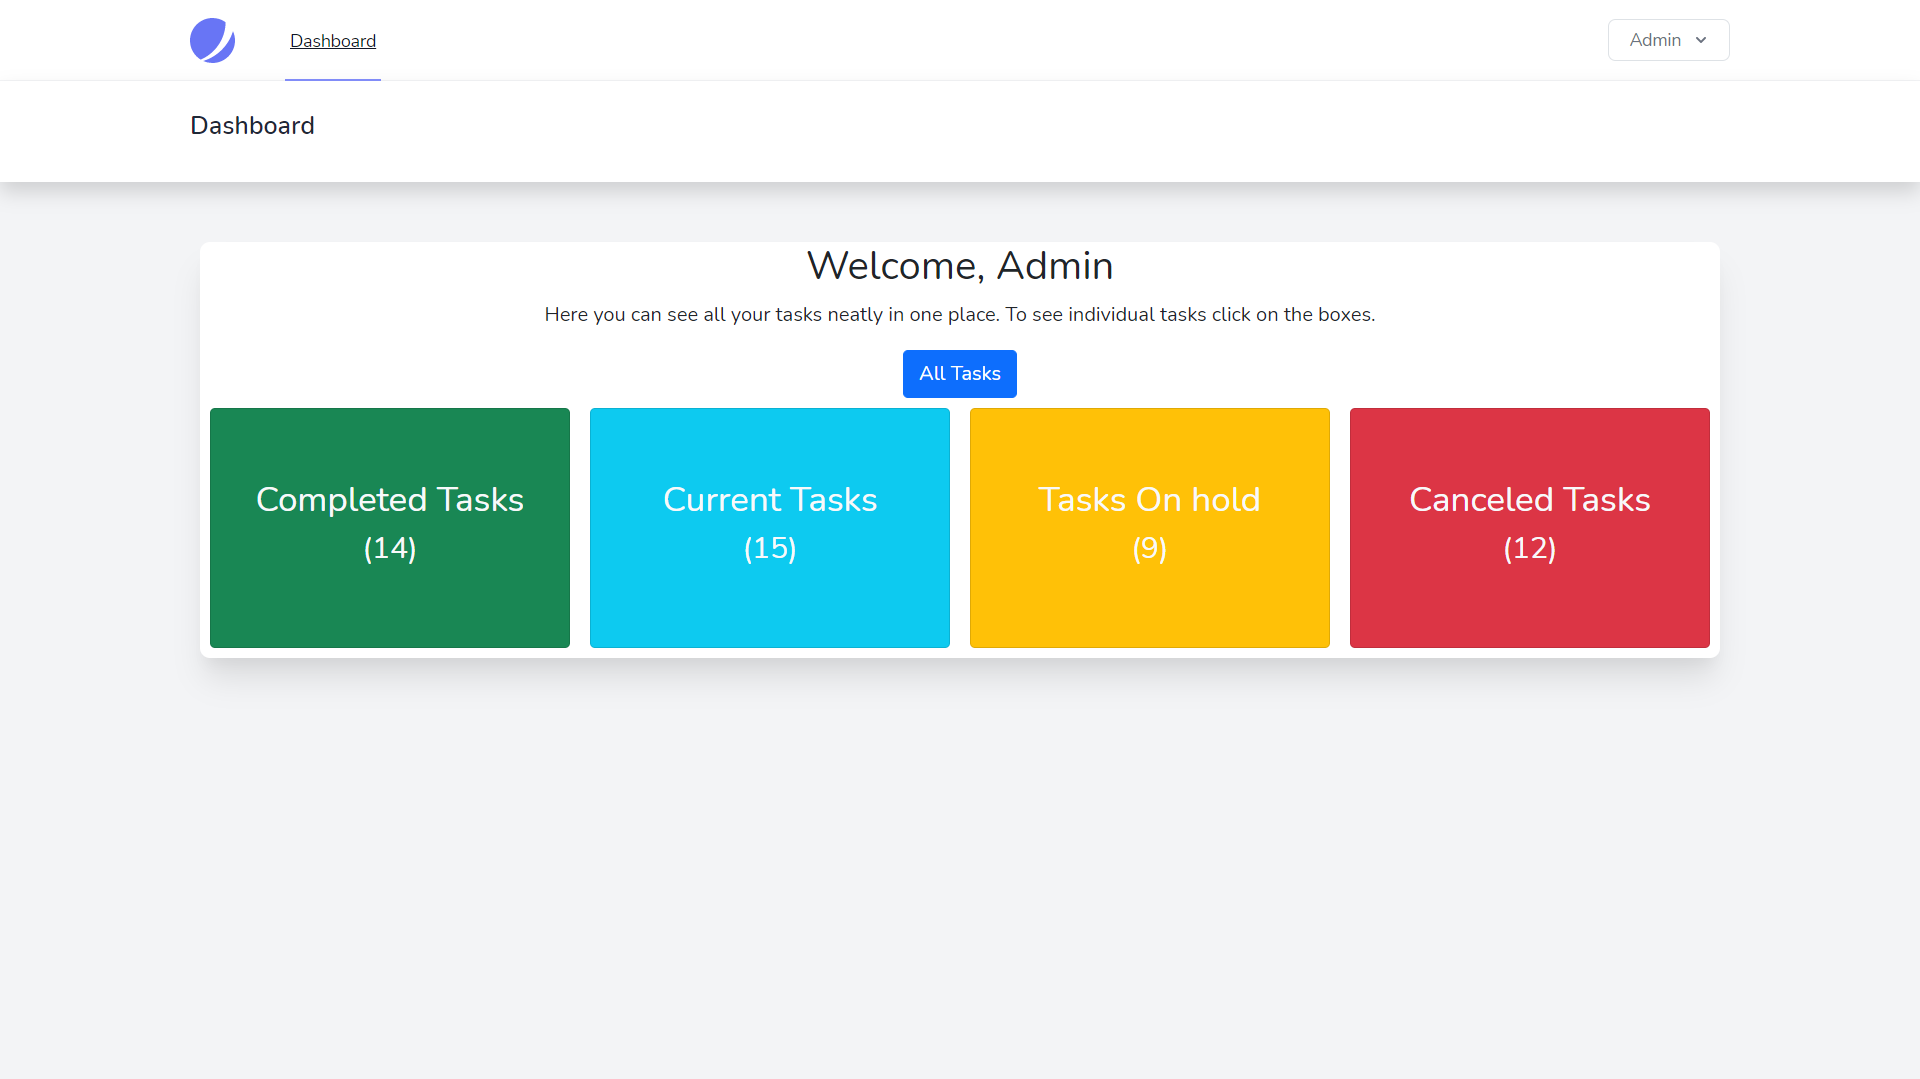 Dashboard
Admin
Dashboard
Welcome, Admin
Here you can see all your tasks neatly in one place. To see individual tasks click on the boxes.
All Tasks
Completed Tasks
(14)
Current Tasks
(15)
Tasks On hold
(9)
Canceled Tasks
(12)